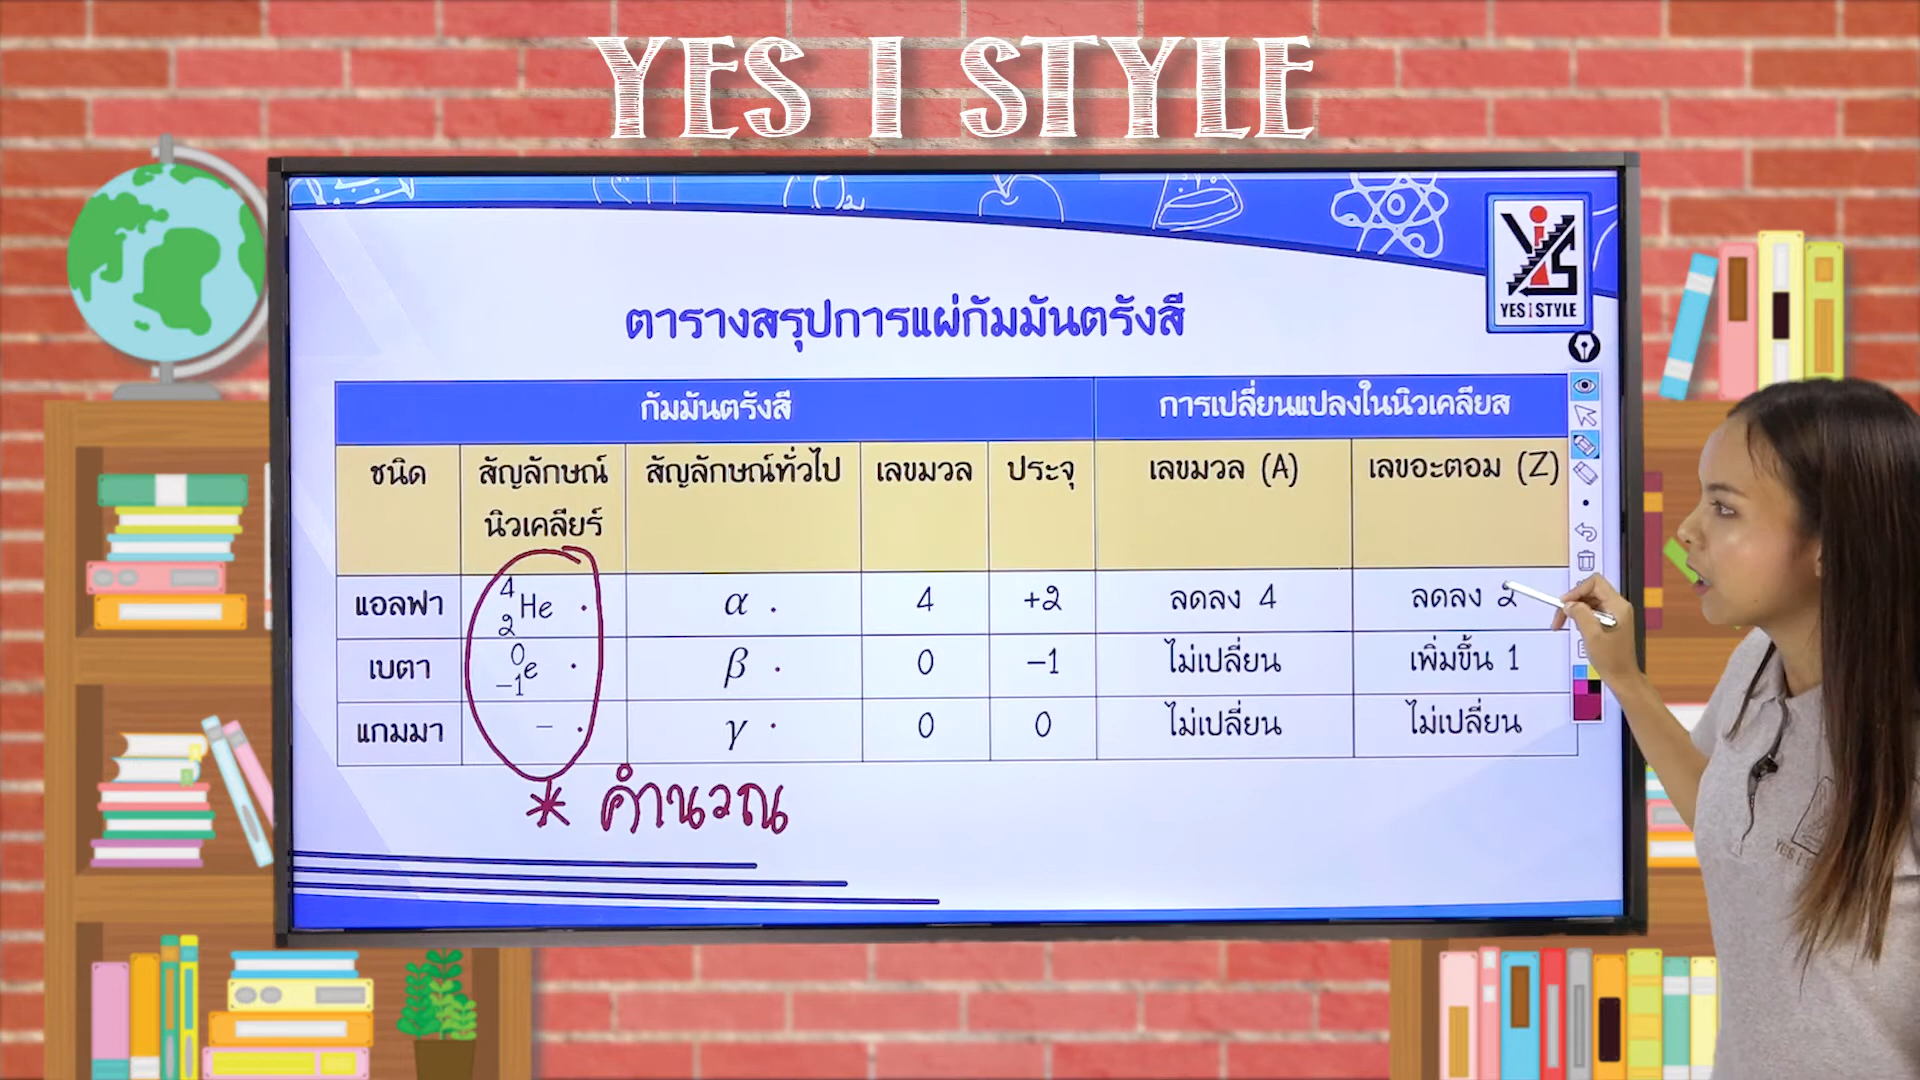 YES I STYLE
YES I STYLE
ตารางสรุปการแผ่กัมมันตรังสี
กัมมันตรังสี การเปลี่ยนแปลงในนิวเคลียส
ชนิด สัญลักษณ์นิวเคลียร์ สัญลักษณ์ทั่วไป เลขมวล ประจุ เลขมวล (A) เลขอะตอม (Z)
แอลฟา ⁴₂He α 4 +2 ลดลง 4 ลดลง 2
เบตา ⁰₋₁e β 0 −1 ไม่เปลี่ยน เพิ่มขึ้น 1
แกมมา − γ 0 0 ไม่เปลี่ยน ไม่เปลี่ยน
* คำนวณ